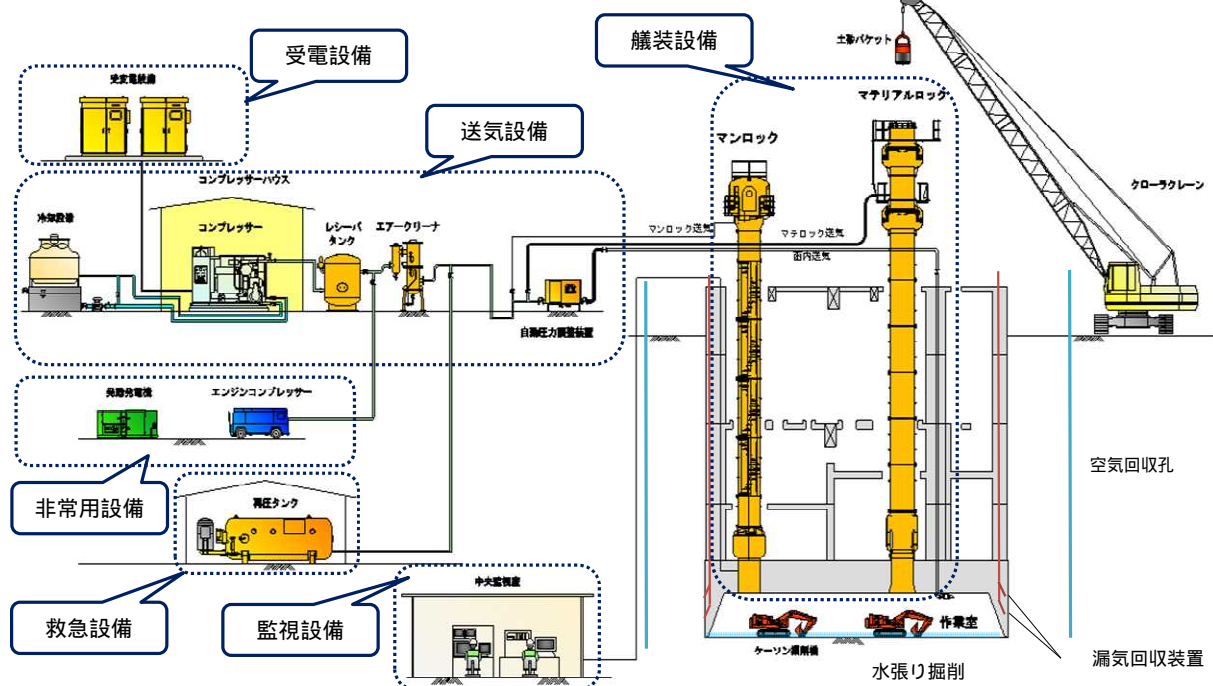 受電設備
受変電設備
艤装設備
土砂バケット
マテリアルロック
マンロック
クローラクレーン
送気設備
コンプレッサーハウス
冷却設備
コンプレッサー
レシーバ
タンク
エアークリーナ
マンロック送気
マテロック送気
函内送気
自動圧力調整装置
発動発電機
エンジンコンプレッサー
非常用設備
再圧タンク
救急設備
監視設備
中央監視室
空気回収孔
作業室
ケーソン掘削機
水張り掘削
漏気回収装置